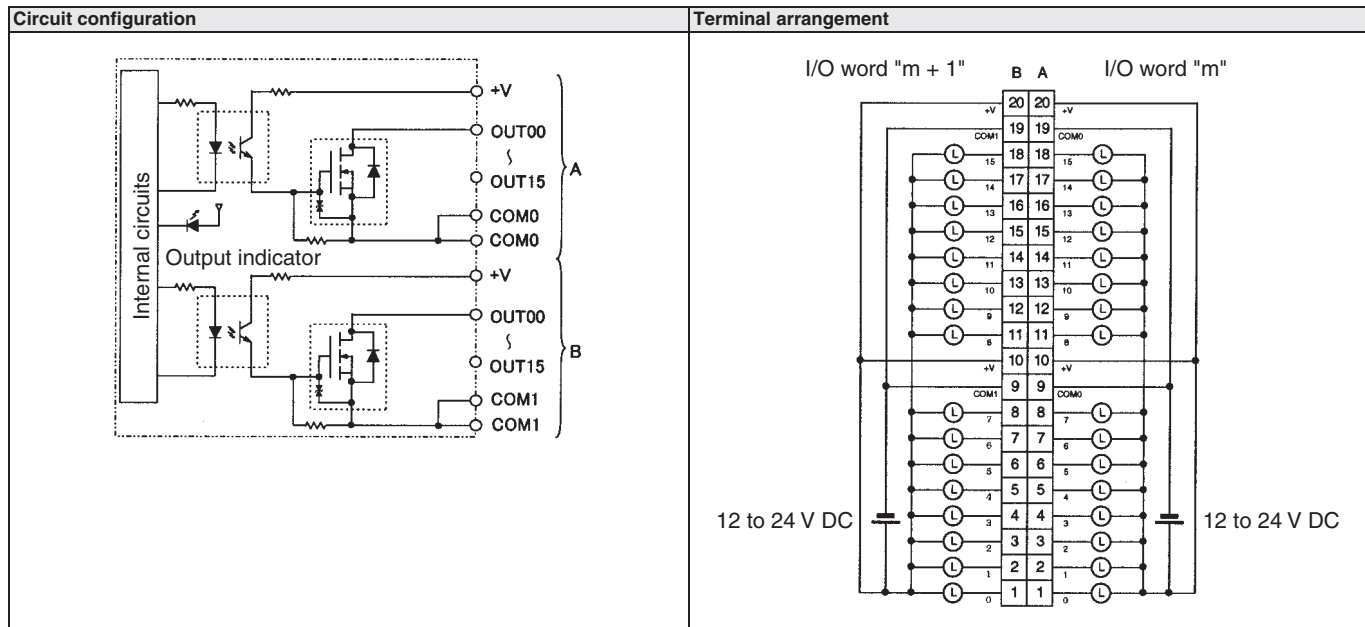 Circuit configuration
Terminal arrangement
Internal circuits
Output indicator
+V
OUT00
OUT15
COM0
COM0
A
+V
OUT00
OUT15
COM1
COM1
B
I/O word "m + 1"
B A
I/O word "m"
+V 20 20 +V
COM1 19 19 COM0
L 15 18 18 15 L
L 14 17 17 14 L
L 13 16 16 13 L
L 12 15 15 12 L
L 11 14 14 11 L
L 10 13 13 10 L
L 9 12 12 9 L
L 8 11 11 8 L
+V 10 10 +V
COM1 9 9 COM0
L 7 8 8 7 L
L 6 7 7 6 L
L 5 6 6 5 L
L 4 5 5 4 L
12 to 24 V DC L 3 4 4 3 L 12 to 24 V DC
L 2 3 3 2 L
L 1 2 2 1 L
L 0 1 1 0 L